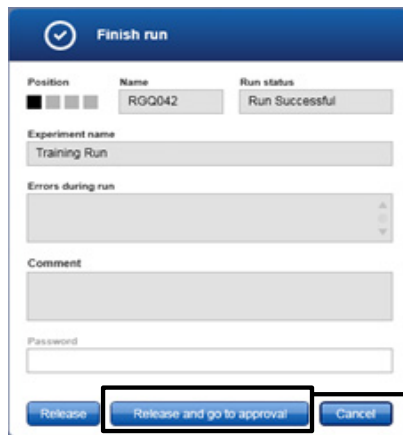 Finish run
Position Name Run status
RGQ042 Run Successful
Experiment name
Training Run
Errors during run
Comment
Password
Release Release and go to approval Cancel